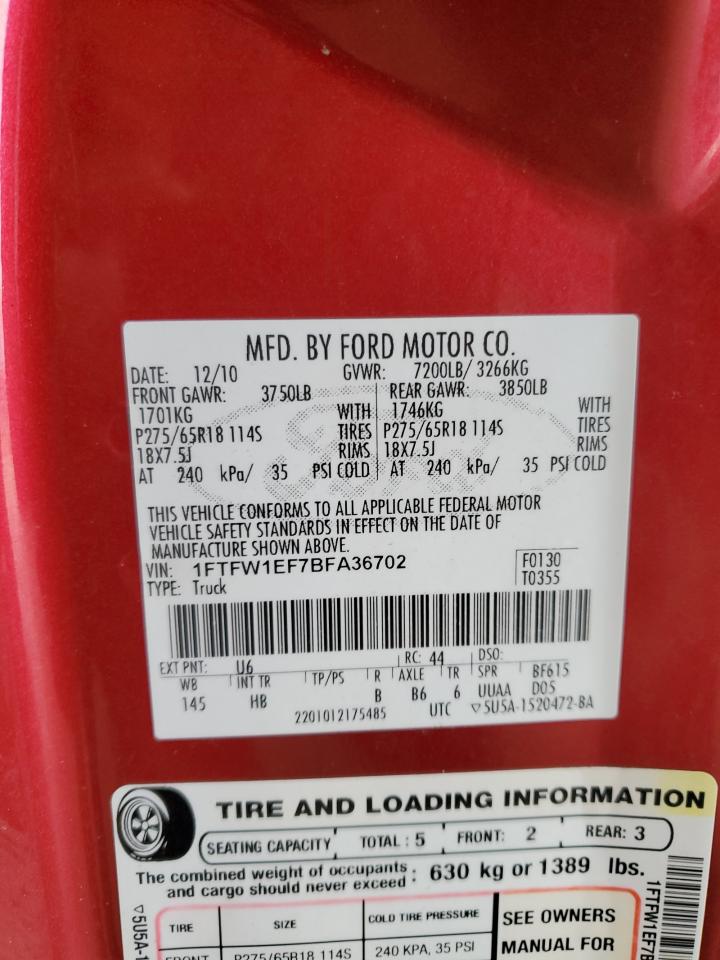 MFD. BY FORD MOTOR CO.
DATE: 12/10 GVWR: 7200LB/ 3266KG
FRONT GAWR: 3750LB REAR GAWR: 3850LB
1701KG WITH 1746KG WITH
P275/65R18 114S TIRES P275/65R18 114S TIRES
18X7.5J RIMS 18X7.5J RIMS
AT 240 kPa/ 35 PSI COLD AT 240 kPa/ 35 PSI COLD
THIS VEHICLE CONFORMS TO ALL APPLICABLE FEDERAL MOTOR
VEHICLE SAFETY STANDARDS IN EFFECT ON THE DATE OF
MANUFACTURE SHOWN ABOVE.
VIN: 1FTFW1EF7BFA36702 F0130
TYPE: Truck T0355
EXT PNT: U6 RC: 44 DSO:
WB INT TR TP/PS R AXLE TR SPR BF615
145 HB B B6 6 UUAA D05
2201012175485 UTC ▽5U5A-1520472-BA
TIRE AND LOADING INFORMATION
SEATING CAPACITY TOTAL : 5 FRONT: 2 REAR: 3
The combined weight of occupants and cargo should never exceed : 630 kg or 1389 lbs.
TIRE SIZE COLD TIRE PRESSURE SEE OWNERS
FRONT P275/65R18 114S 240 KPA, 35 PSI MANUAL FOR
▽5U5A-1
1FTFW1EF7B